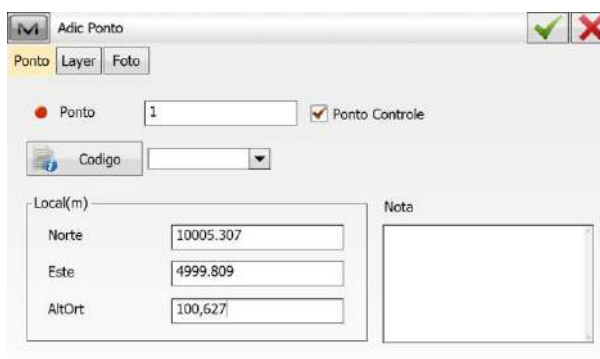 Adic Ponto
Ponto Layer Foto
Ponto 1 Ponto Controle
Codigo
Local(m) Nota
Norte 10005.307
Este 4999.809
AltOrt 100,627